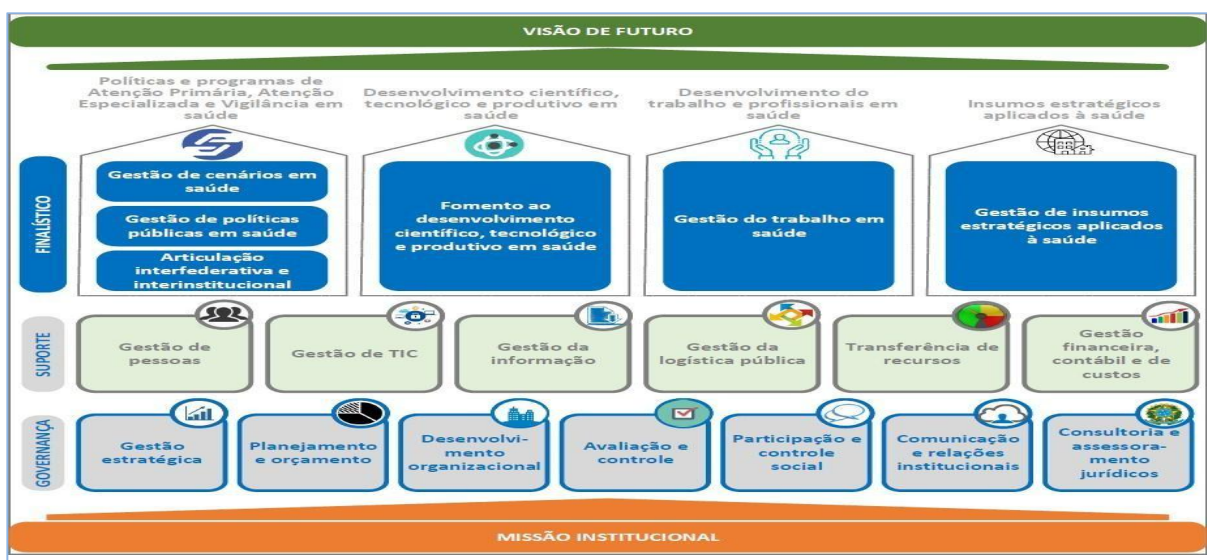 VISÃO DE FUTURO
Políticas e programas de
Atenção Primária, Atenção
Especializada e Vigilância em
saúde
Desenvolvimento científico,
tecnológico e produtivo em
saúde
Desenvolvimento do
trabalho e profissionais em
saúde
Insumos estratégicos
aplicados à saúde
FINALÍSTICO
Gestão de cenários em
saúde
Gestão de políticas
públicas em saúde
Articulação
interfederativa e
interinstitucional
Fomento ao
desenvolvimento
científico, tecnológico
e produtivo em saúde
Gestão do trabalho em
saúde
Gestão de insumos
estratégicos aplicados
à saúde
SUPORTE
Gestão de
pessoas
Gestão de TIC
Gestão da
informação
Gestão da
logística pública
Transferência de
recursos
Gestão
financeira,
contábil e de
custos
GOVERNANÇA
Gestão
estratégica
Planejamento
e orçamento
Desenvolvi-
mento
organizacional
Avaliação e
controle
Participação e
controle
social
Comunicação
e relações
institucionais
Consultoria e
assessora-
mento
jurídicos
MISSÃO INSTITUCIONAL